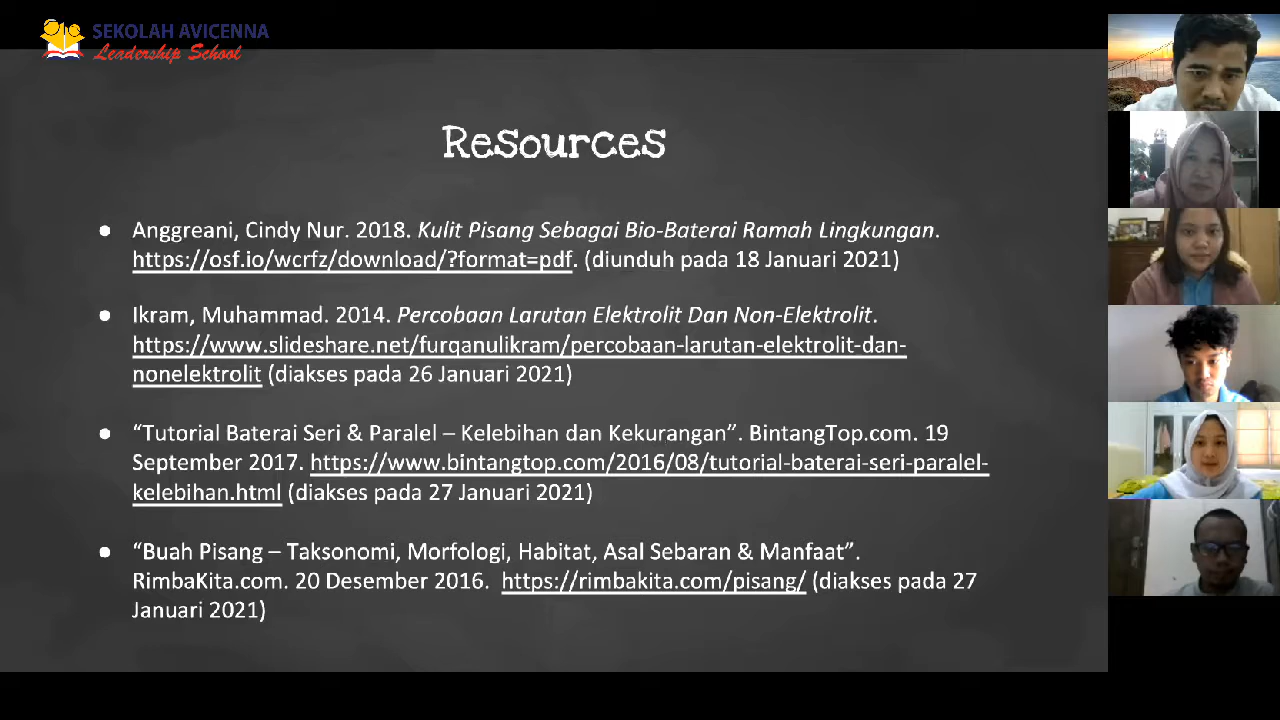 SEKOLAH AVICENNA
Leadership School
Resources
● Anggreani, Cindy Nur. 2018. Kulit Pisang Sebagai Bio-Baterai Ramah Lingkungan.
https://osf.io/wcrfz/download/?format=pdf. (diunduh pada 18 Januari 2021)
● Ikram, Muhammad. 2014. Percobaan Larutan Elektrolit Dan Non-Elektrolit.
https://www.slideshare.net/furqanulikram/percobaan-larutan-elektrolit-dan-
nonelektrolit (diakses pada 26 Januari 2021)
● “Tutorial Baterai Seri & Paralel – Kelebihan dan Kekurangan”. BintangTop.com. 19
September 2017. https://www.bintangtop.com/2016/08/tutorial-baterai-seri-paralel-
kelebihan.html (diakses pada 27 Januari 2021)
● “Buah Pisang – Taksonomi, Morfologi, Habitat, Asal Sebaran & Manfaat”.
RimbaKita.com. 20 Desember 2016. https://rimbakita.com/pisang/ (diakses pada 27
Januari 2021)